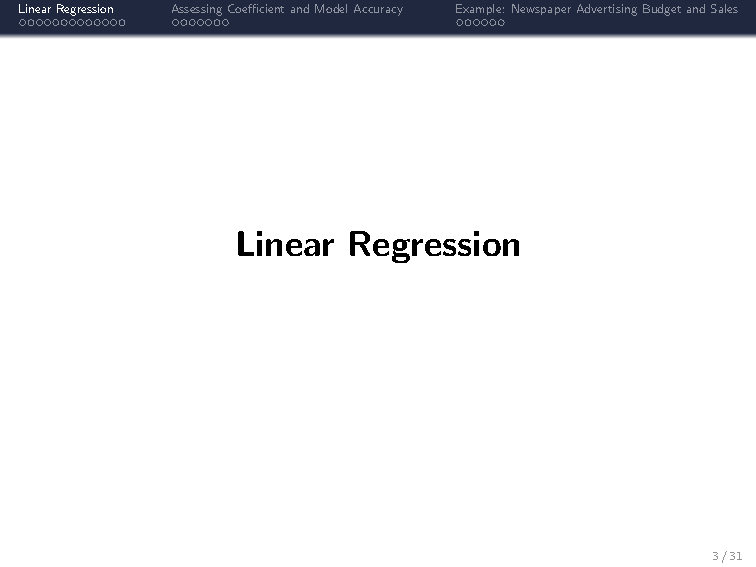 Linear Regression
Assessing Coefficient and Model Accuracy
Example: Newspaper Advertising Budget and Sales
Linear Regression
3 / 31